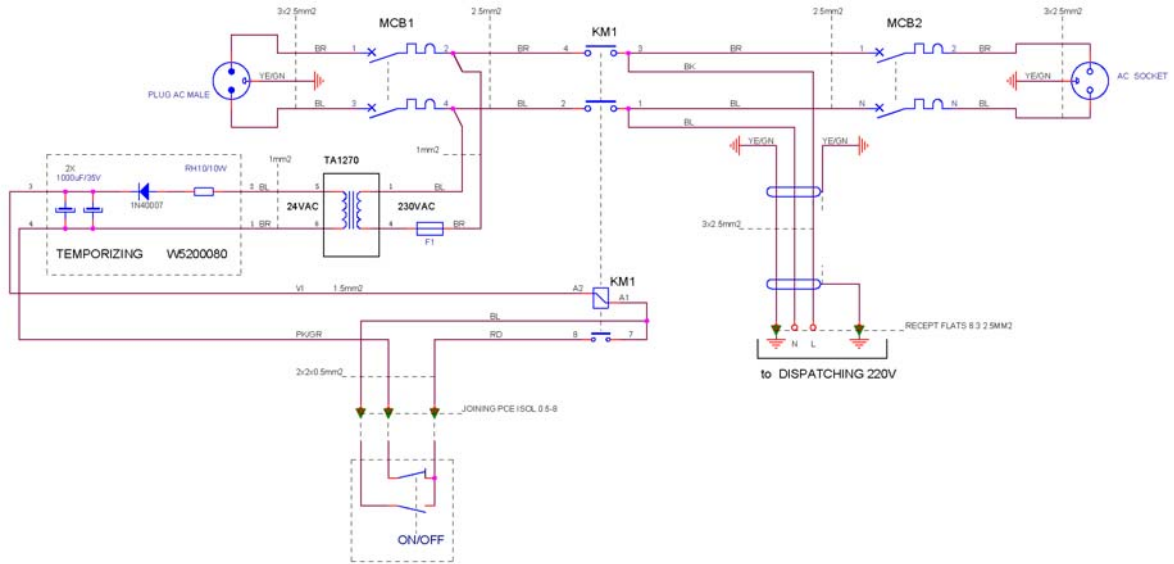 3x2.5mm2
2.5mm2
2.5mm2
3x2.5mm2
MCB1
KM1
MCB2
BR 1 2 BR 4 3 BR 1 2 BR
BK
YE/GN
YE/GN
PLUG AC MALE
AC SOCKET
BL 3 4 BL 2 1 BL N N BL
BL
YE/GN
YE/GN
1mm2
2X
1000uF/35V
RH10/10W
1mm2
TA1270
3 2 BL 5 1 BL
1N40007
24VAC
230VAC
4 1 BR 6 4 BR
F1
3x2.5mm2
TEMPORIZING W5200080
KM1
VI 1.5mm2 A2 A1
BL
PK/GR RD 8 7
RECEPT FLATS 6.3 2.5MM2
N L
2x2x0.5mm2
to DISPATCHING 220V
JOINING PCE ISOL 0.5-8
ON/OFF